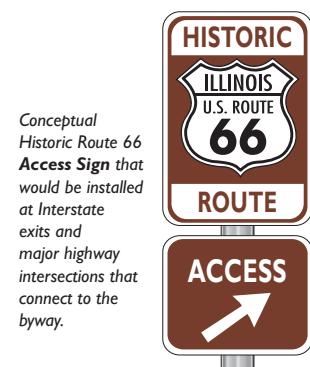 Conceptual
Historic Route 66
Access Sign that
would be installed
at Interstate
exits and
major highway
intersections that
connect to the
byway.
HISTORIC
ILLINOIS
U.S. ROUTE
66
ROUTE
ACCESS